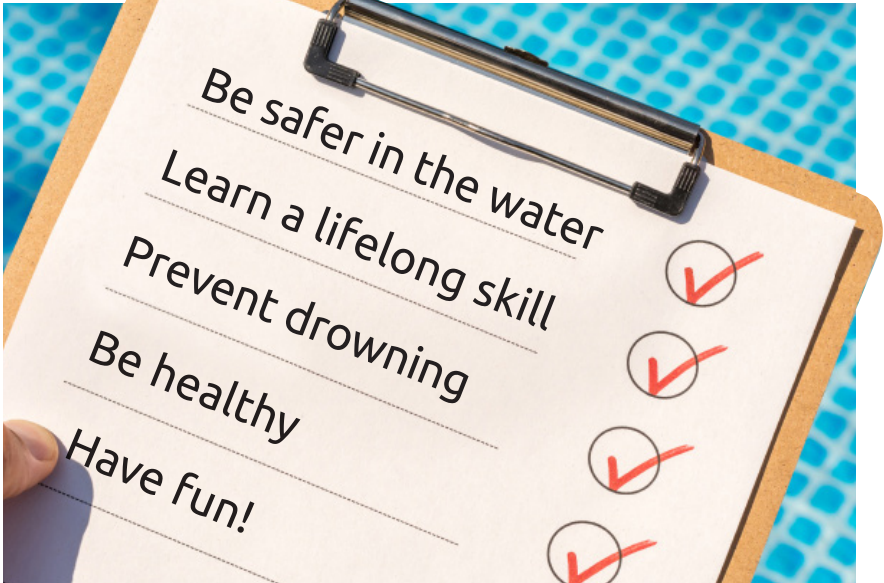 Be safer in the water
Learn a lifelong skill
Prevent drowning
Be healthy
Have fun!